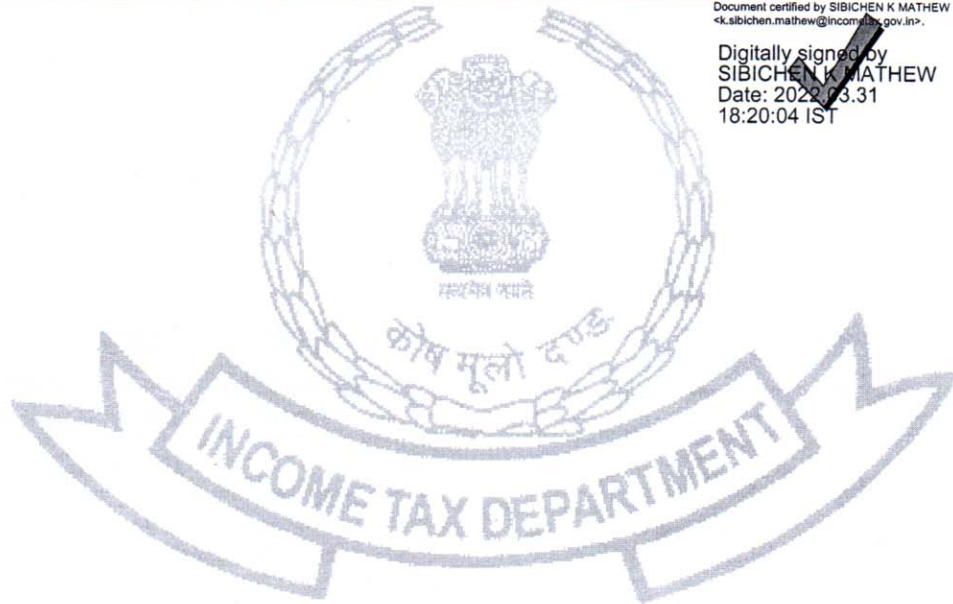 Document certified by SIBICHEN K MATHEW
<k.sibichen.mathew@incometax.gov.in>.
Digitally signed by
SIBICHEN K MATHEW
Date: 2022.03.31
18:20:04 IST
सत्यमेव जयते
कोष मूलो दण्ड
INCOME TAX DEPARTMENT